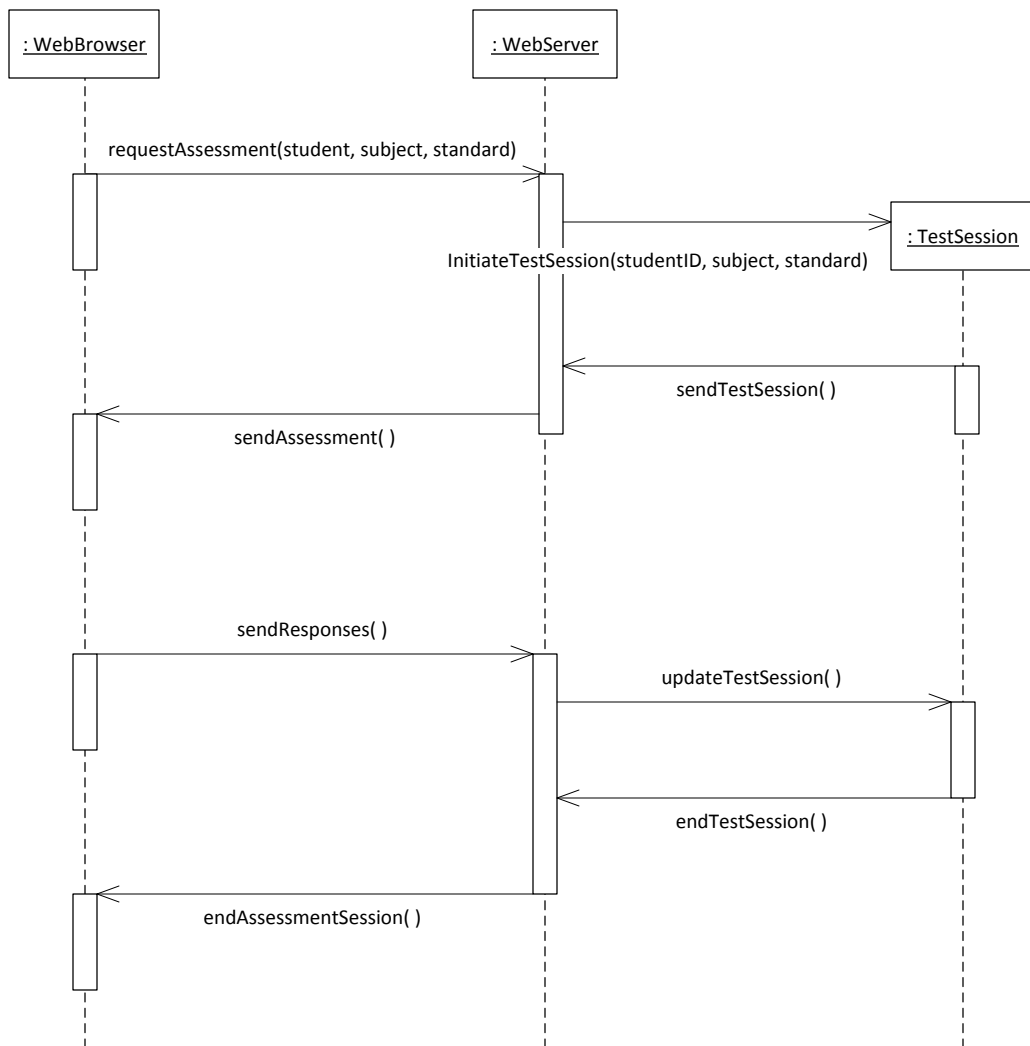 : WebBrowser
: WebServer
requestAssessment(student, subject, standard)
: TestSession
InitiateTestSession(studentID, subject, standard)
sendTestSession( )
sendAssessment( )
sendResponses( )
updateTestSession( )
endTestSession( )
endAssessmentSession( )